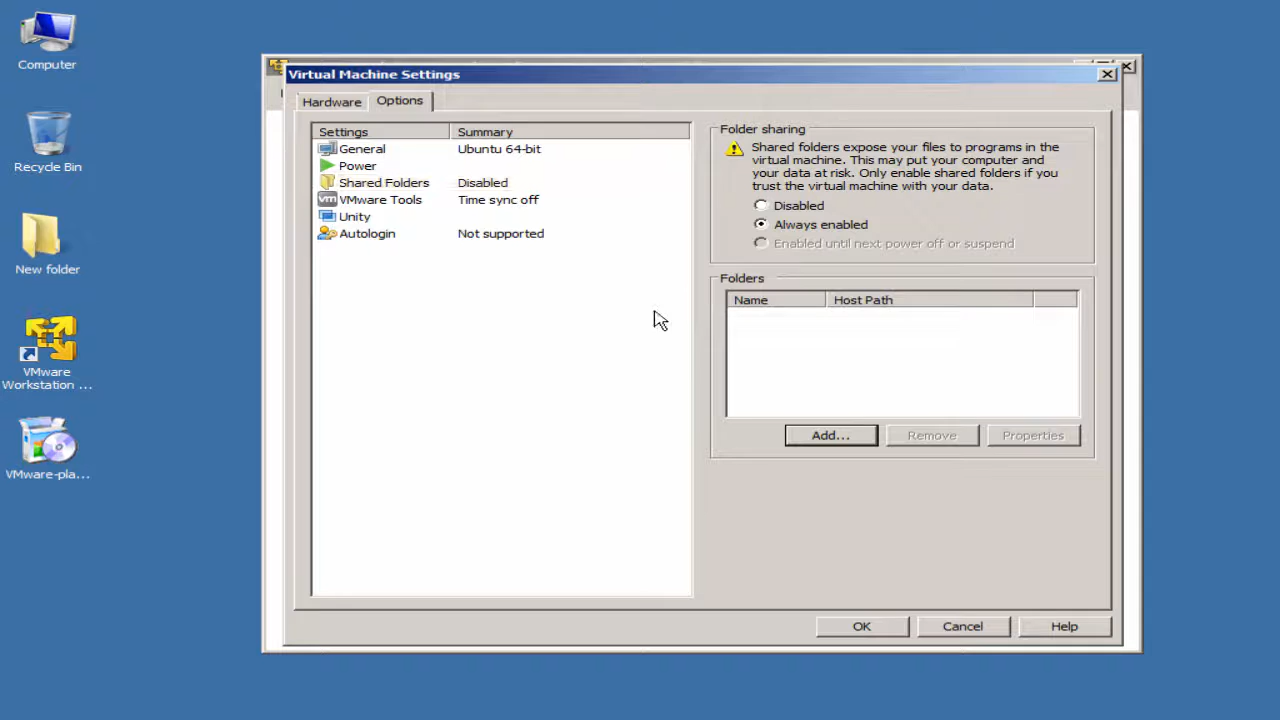 Computer
Recycle Bin
New folder
VMware
Workstation ...
VMware-pla...
Virtual Machine Settings
Hardware
Options
Settings
Summary
General
Ubuntu 64-bit
Power
Shared Folders
Disabled
vm
VMware Tools
Time sync off
Unity
Autologin
Not supported
Folder sharing
Shared folders expose your files to programs in the
virtual machine. This may put your computer and
your data at risk. Only enable shared folders if you
trust the virtual machine with your data.
Disabled
Always enabled
Enabled until next power off or suspend
Folders
Name
Host Path
Add...
Remove
Properties
OK
Cancel
Help